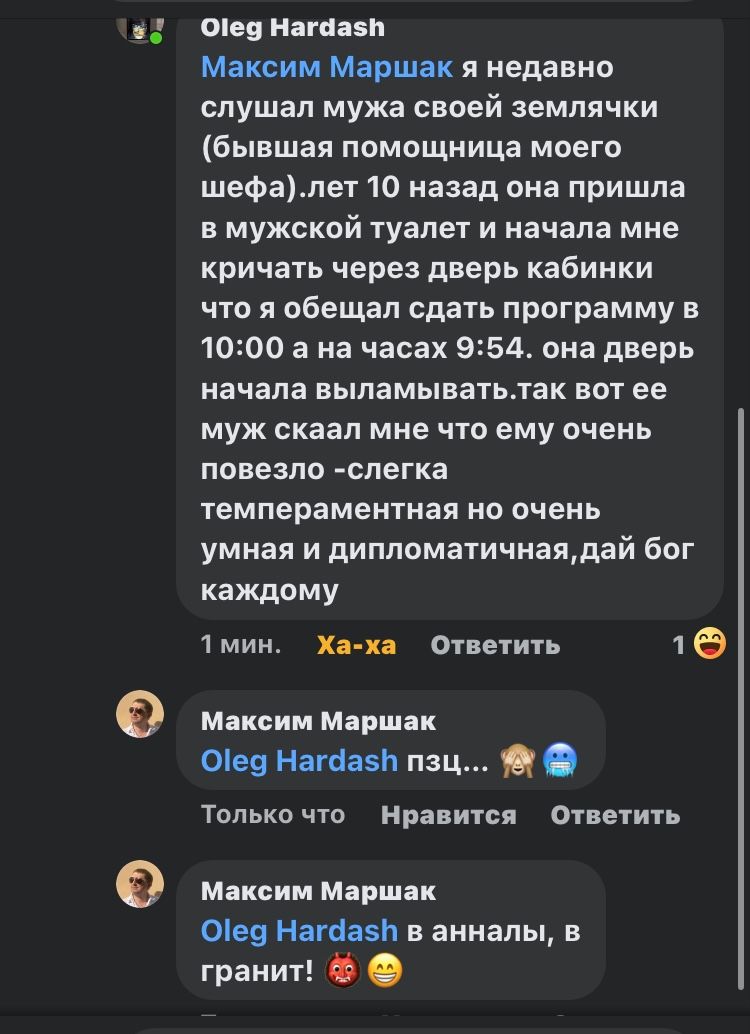 Oleg Hardash
Максим Маршак я недавно
слушал мужа своей землячки
(бывшая помощница моего
шефа).лет 10 назад она пришла
в мужской туалет и начала мне
кричать через дверь кабинки
что я обещал сдать программу в
10:00 а на часах 9:54. она дверь
начала выламывать.так вот ее
муж скаал мне что ему очень
повезло -слегка
темпераментная но очень
умная и дипломатичная,дай бог
каждому
1 мин. Ха-ха Ответить 1 😄
Максим Маршак
Oleg Hardash пзц... 🙈🥶
Только что Нравится Ответить
Максим Маршак
Oleg Hardash в анналы, в
гранит! 👹😁